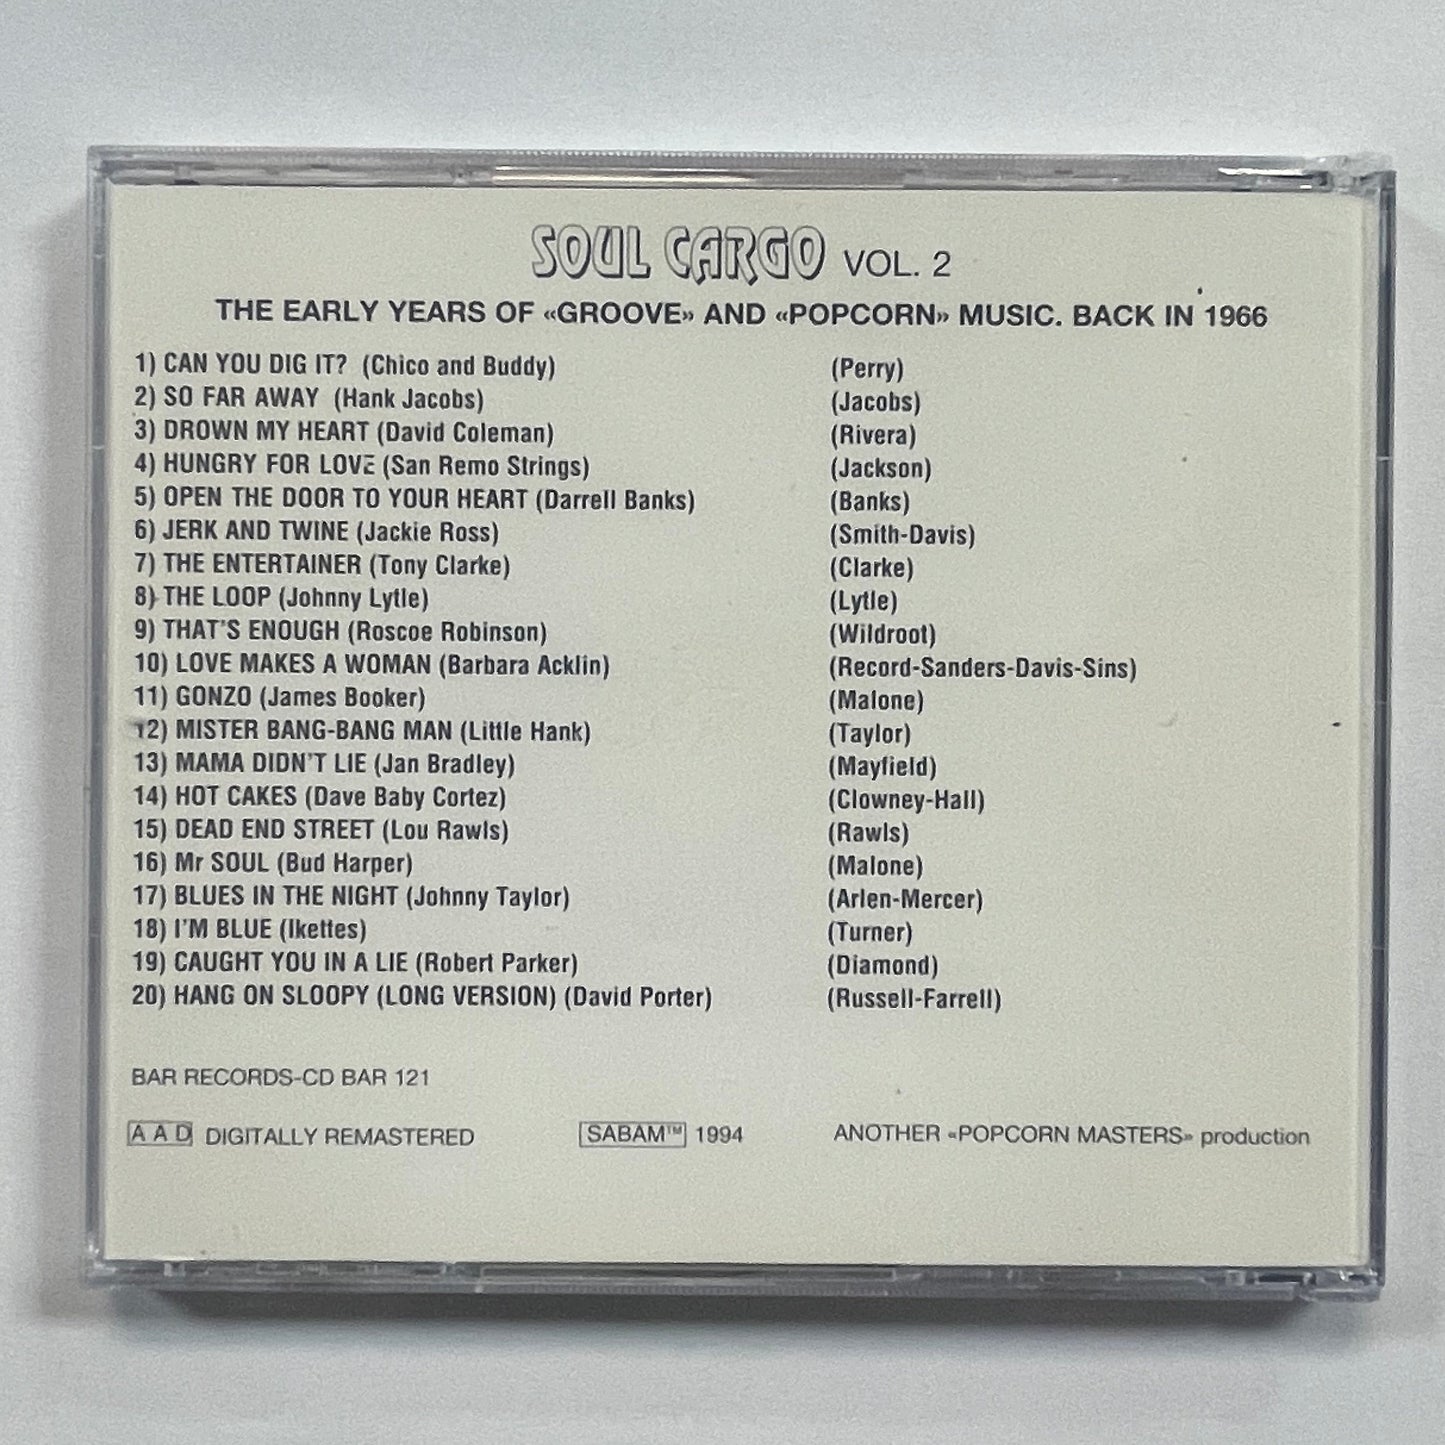 SOUL CARGO VOL. 2
THE EARLY YEARS OF «GROOVE» AND «POPCORN» MUSIC. BACK IN 1966
1) CAN YOU DIG IT? (Chico and Buddy) (Perry)
2) SO FAR AWAY (Hank Jacobs) (Jacobs)
3) DROWN MY HEART (David Coleman) (Rivera)
4) HUNGRY FOR LOVE (San Remo Strings) (Jackson)
5) OPEN THE DOOR TO YOUR HEART (Darrell Banks) (Banks)
6) JERK AND TWINE (Jackie Ross) (Smith-Davis)
7) THE ENTERTAINER (Tony Clarke) (Clarke)
8) THE LOOP (Johnny Lytle) (Lytle)
9) THAT'S ENOUGH (Roscoe Robinson) (Wildroot)
10) LOVE MAKES A WOMAN (Barbara Acklin) (Record-Sanders-Davis-Sins)
11) GONZO (James Booker) (Malone)
12) MISTER BANG-BANG MAN (Little Hank) (Taylor)
13) MAMA DIDN'T LIE (Jan Bradley) (Mayfield)
14) HOT CAKES (Dave Baby Cortez) (Clowney-Hall)
15) DEAD END STREET (Lou Rawls) (Rawls)
16) Mr SOUL (Bud Harper) (Malone)
17) BLUES IN THE NIGHT (Johnny Taylor) (Arlen-Mercer)
18) I'M BLUE (Ikettes) (Turner)
19) CAUGHT YOU IN A LIE (Robert Parker) (Diamond)
20) HANG ON SLOOPY (LONG VERSION) (David Porter) (Russell-Farrell)
BAR RECORDS-CD BAR 121
AAD DIGITALLY REMASTERED SABAM™ 1994 ANOTHER «POPCORN MASTERS» production